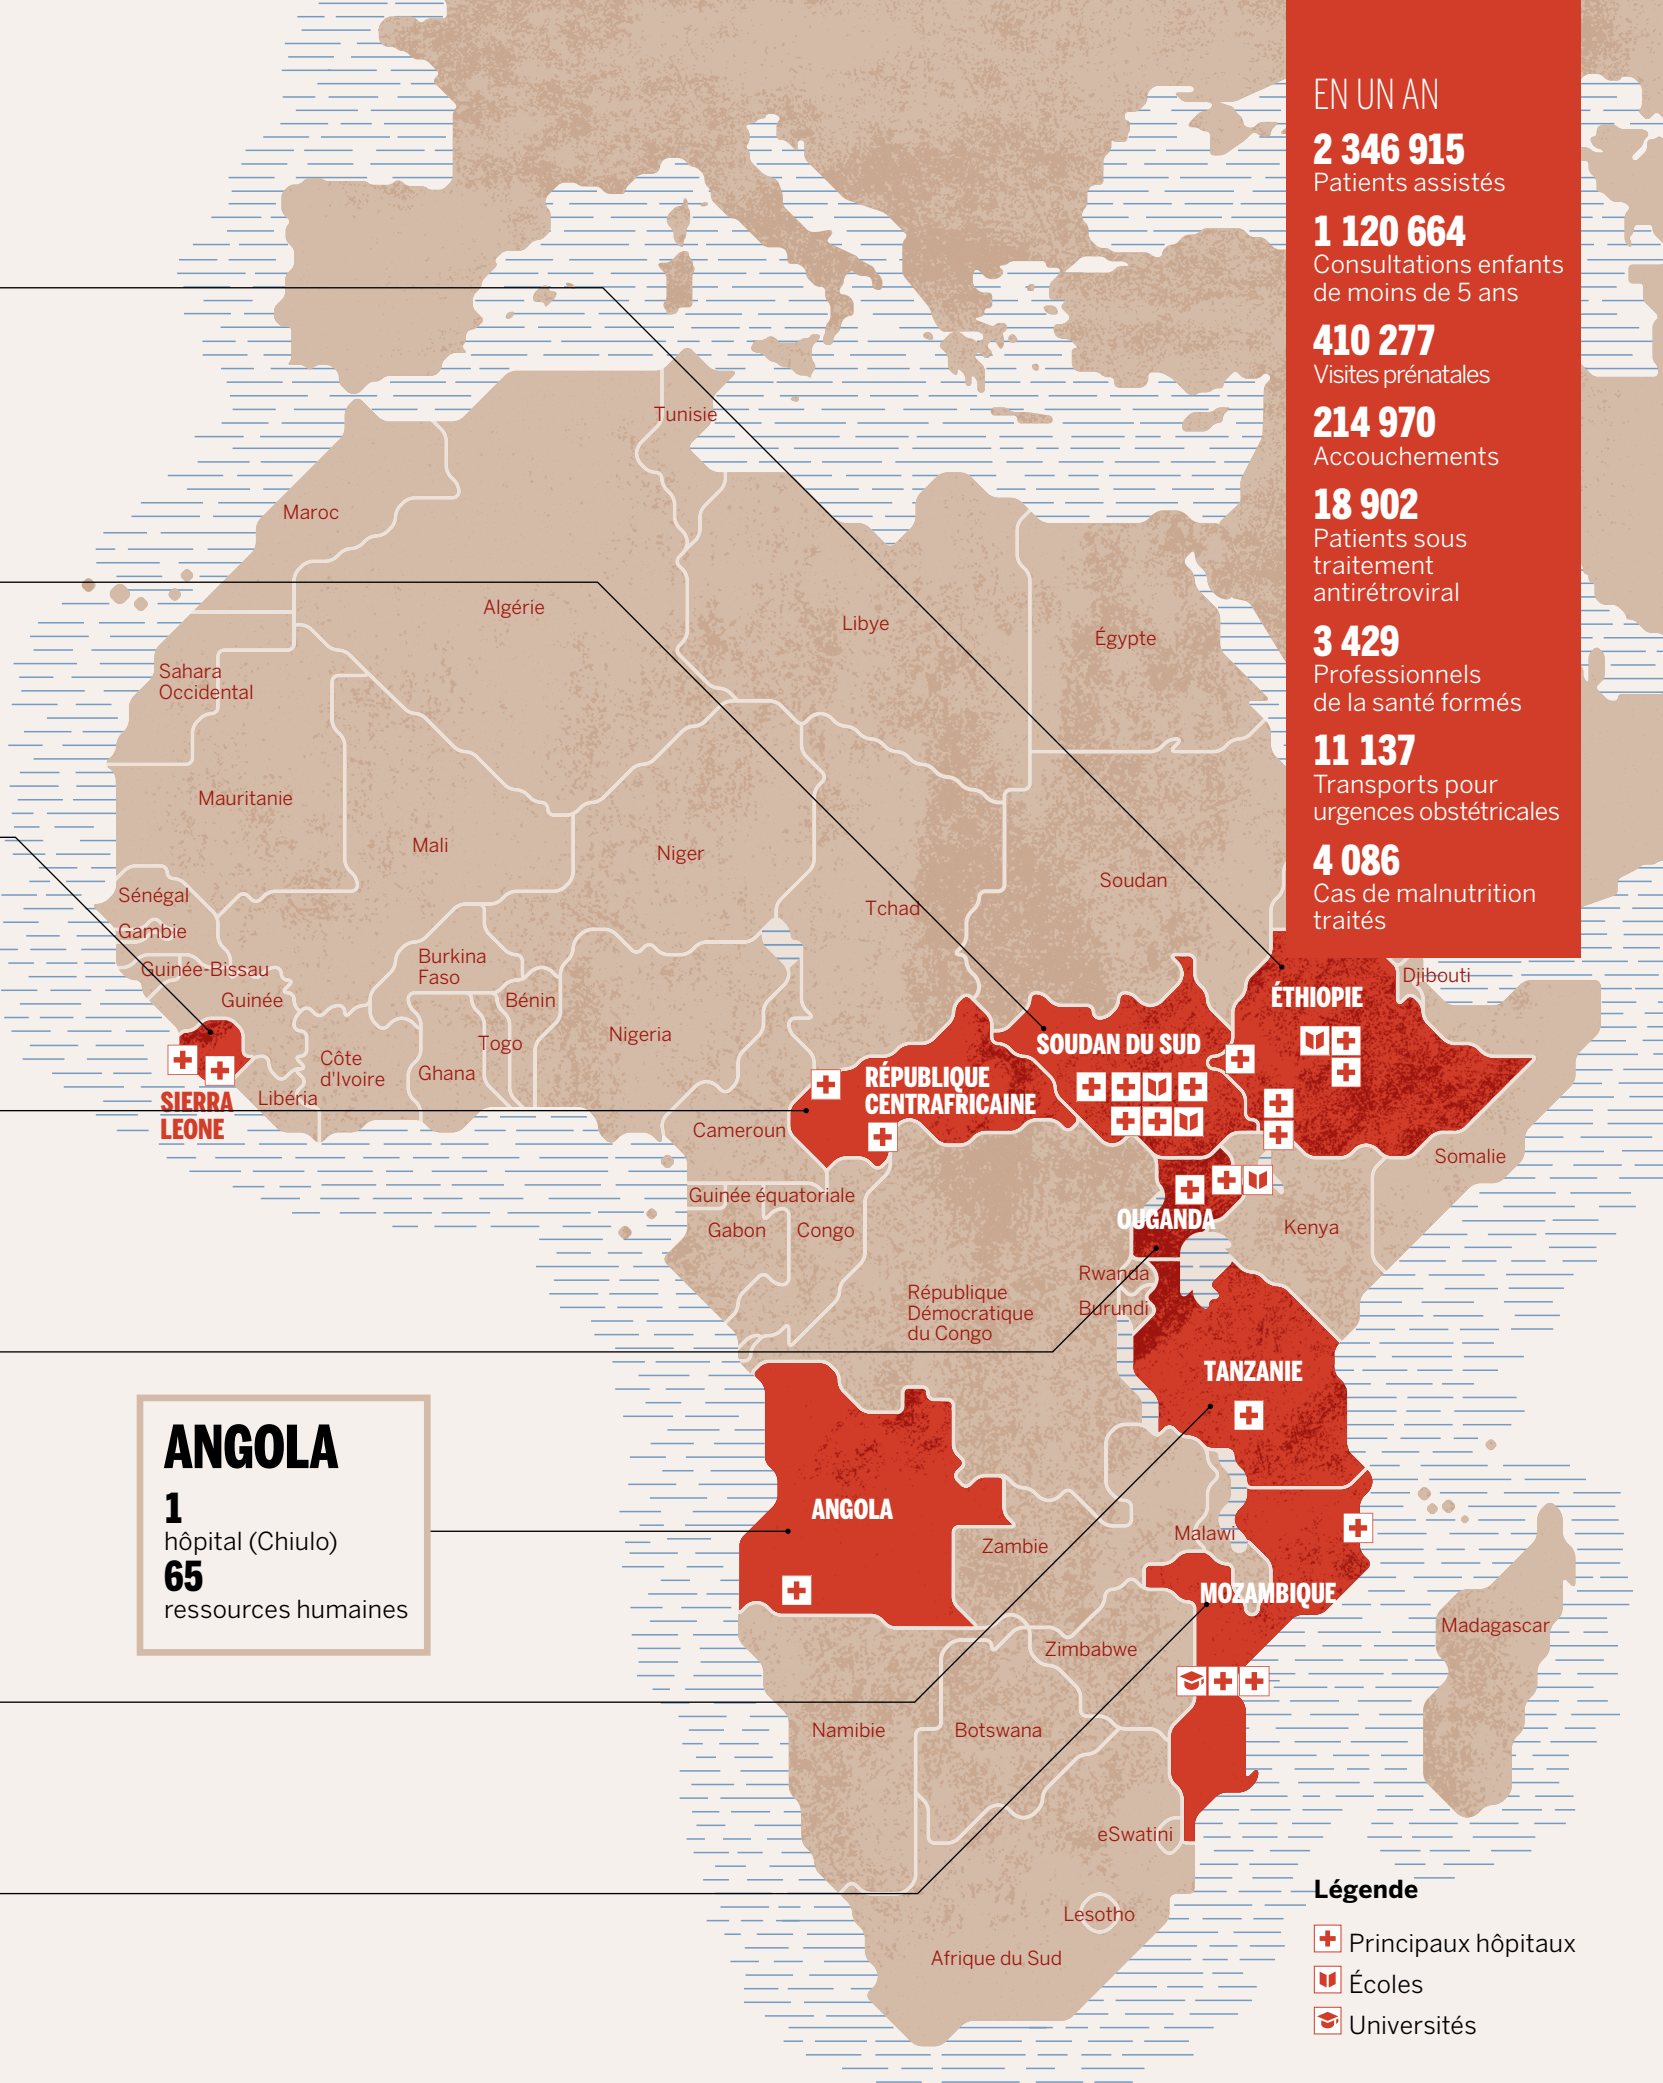 EN UN AN
2 346 915
Patients assistés
1 120 664
Consultations enfants
de moins de 5 ans
410 277
Visites prénatales
214 970
Accouchements
18 902
Patients sous
traitement
antirétroviral
3 429
Professionnels
de la santé formés
11 137
Transports pour
urgences obstétricales
4 086
Cas de malnutrition
traités
Tunisie
Maroc
Algérie
Libye
Égypte
Sahara
Occidental
Mauritanie
Mali
Niger
Soudan
Tchad
Sénégal
Gambie
Guinée-Bissau
Guinée
Burkina
Faso
Bénin
Togo
Nigeria
Côte
d'Ivoire
Ghana
Libéria
SIERRA
LEONE
Djibouti
ÉTHIOPIE
SOUDAN DU SUD
RÉPUBLIQUE
CENTRAFRICAINE
Cameroun
Somalie
Guinée équatoriale
Gabon
Congo
OUGANDA
Kenya
Rwanda
Burundi
République
Démocratique
du Congo
TANZANIE
ANGOLA
1
hôpital (Chiulo)
65
ressources humaines
ANGOLA
Zambie
Malawi
MOZAMBIQUE
Madagascar
Zimbabwe
Namibie
Botswana
eSwatini
Lesotho
Afrique du Sud
Légende
Principaux hôpitaux
Écoles
Universités